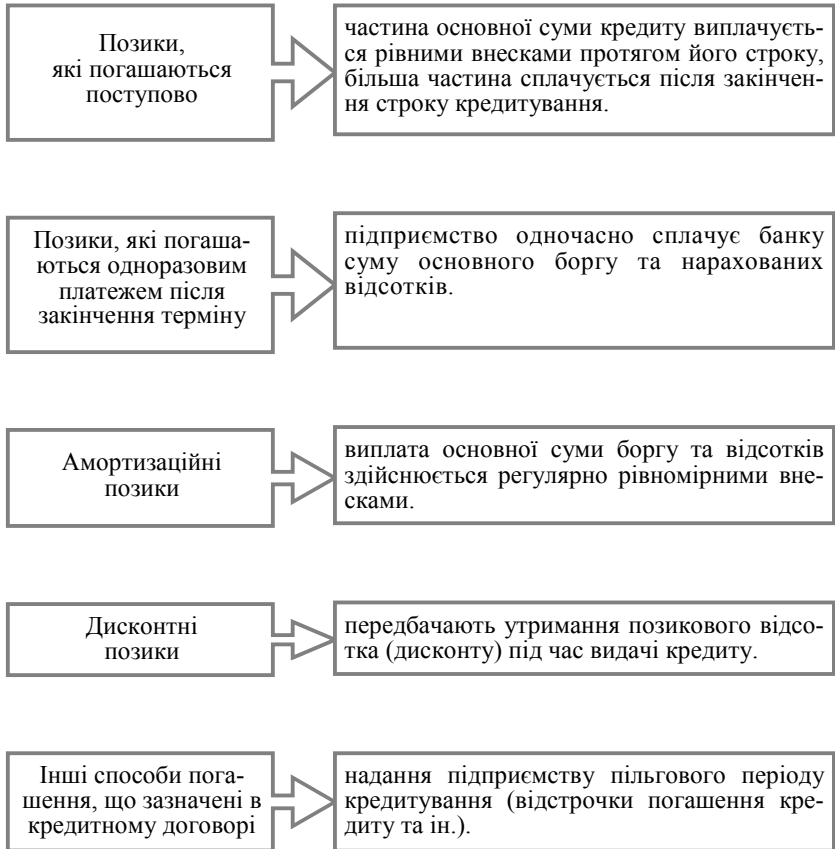 Позики,
які погашаються
поступово
частина основної суми кредиту виплачуєть-
ся рівними внесками протягом його строку,
більша частина сплачується після закінчен-
ня строку кредитування.
Позики, які погаша-
ються одноразовим
платежем після
закінчення терміну
підприємство одночасно сплачує банку
суму основного боргу та нарахованих
відсотків.
Амортизаційні
позики
виплата основної суми боргу та відсотків
здійснюється регулярно рівномірними вне-
сками.
Дисконтні
позики
передбачають утримання позикового відсо-
тка (дисконту) під час видачі кредиту.
Інші способи пога-
шення, що зазначені в
кредитному договорі
надання підприємству пільгового періоду
кредитування (відстрочки погашення кре-
диту та ін.).